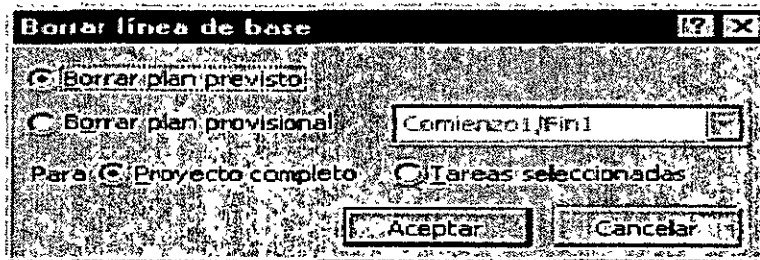 Borrar línea de base
Borrar plan previsto
Borrar plan provisional Comienzo1/Fin1
Para Proyecto completo Tareas seleccionadas
Aceptar Cancelar